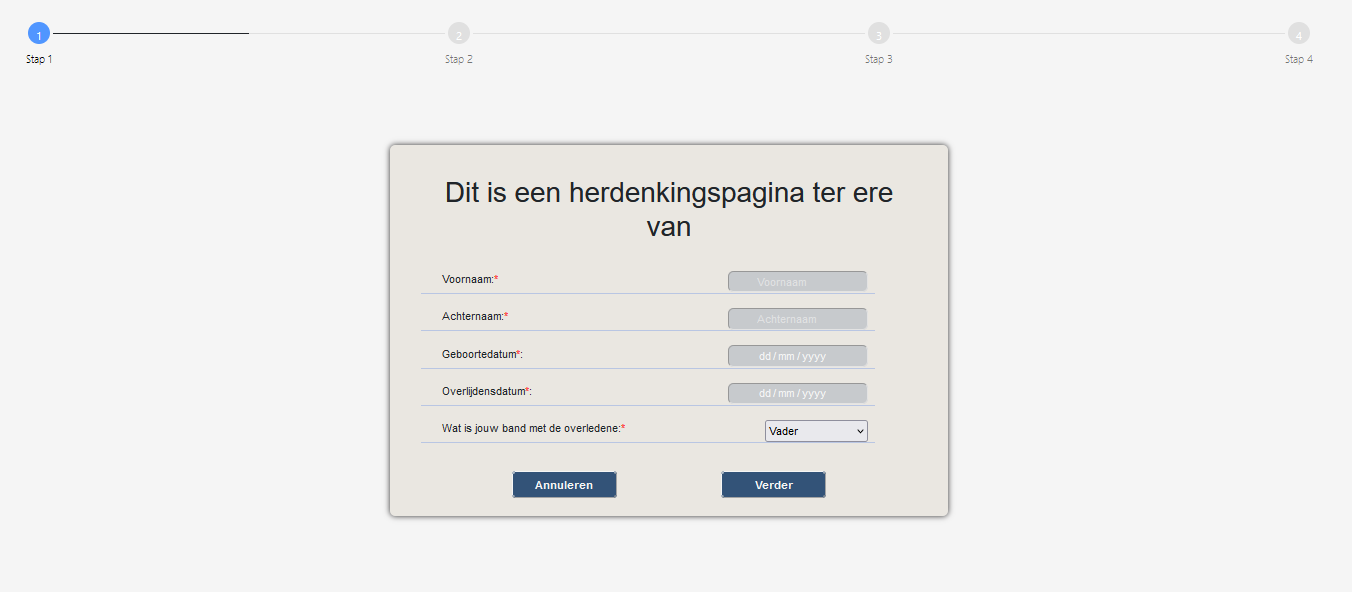 1 2 3 4
Stap 1 Stap 2 Stap 3 Stap 4
Dit is een herdenkingspagina ter ere
van
Voornaam:* Voornaam
Achternaam:* Achternaam
Geboortedatum*: dd / mm / yyyy
Overlijdensdatum*: dd / mm / yyyy
Wat is jouw band met de overledene:* Vader
Annuleren Verder